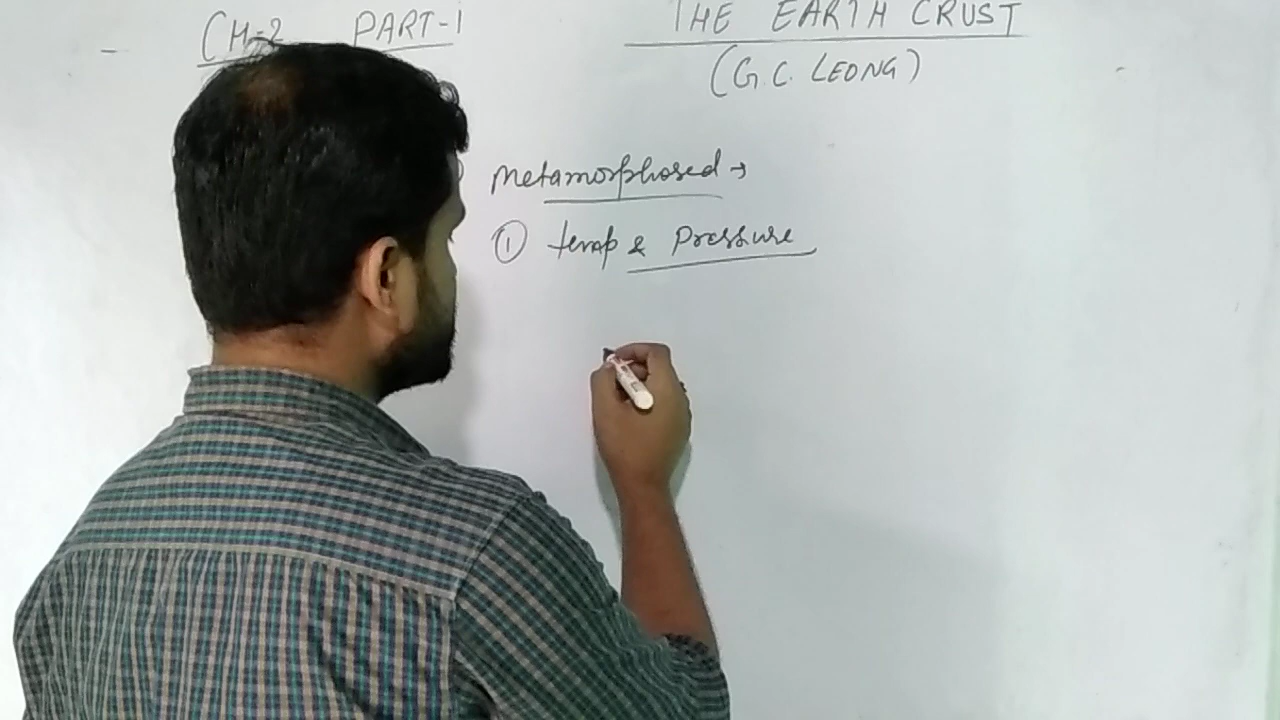 CH-2 PART-1 THE EARTH CRUST
(G.C. LEONG)
Metamorphosed →
① temp & Pressure